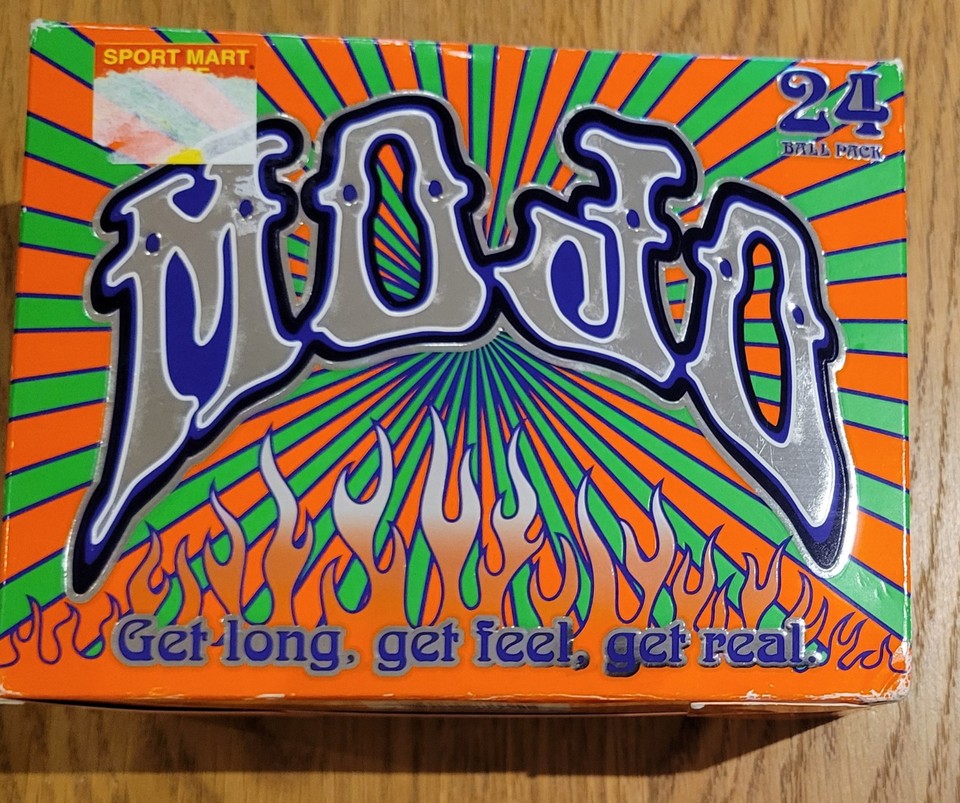 SPORT MART
24
BALL PACK
MOJO
Get long, get feel, get real.